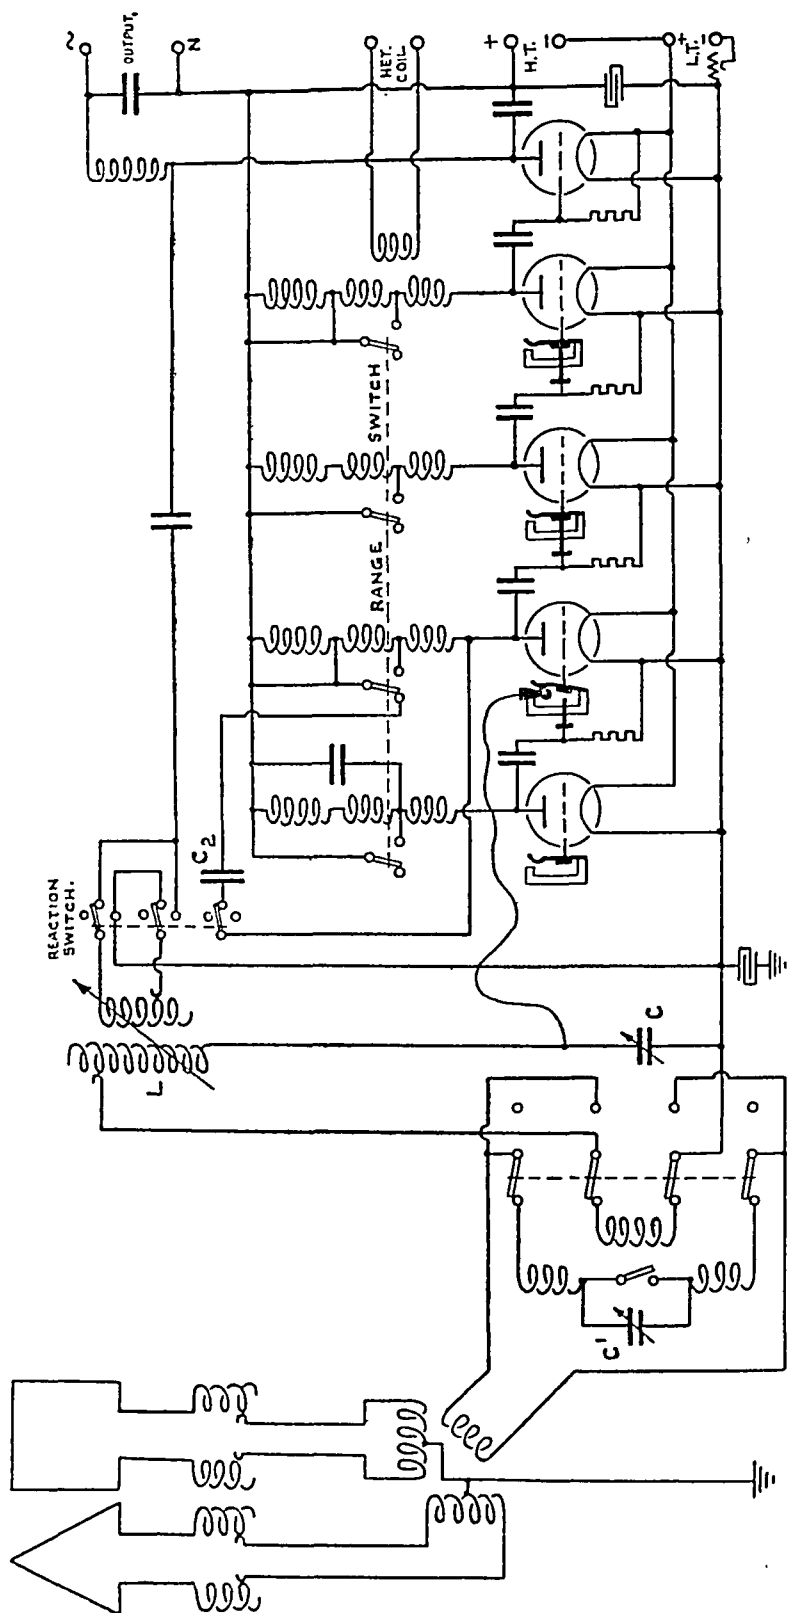 OUTPUT,
HET.
COIL
+
H.T.
-
+
L.T.
-
RANGE SWITCH
REACTION
SWITCH.
C2
L
C
C'